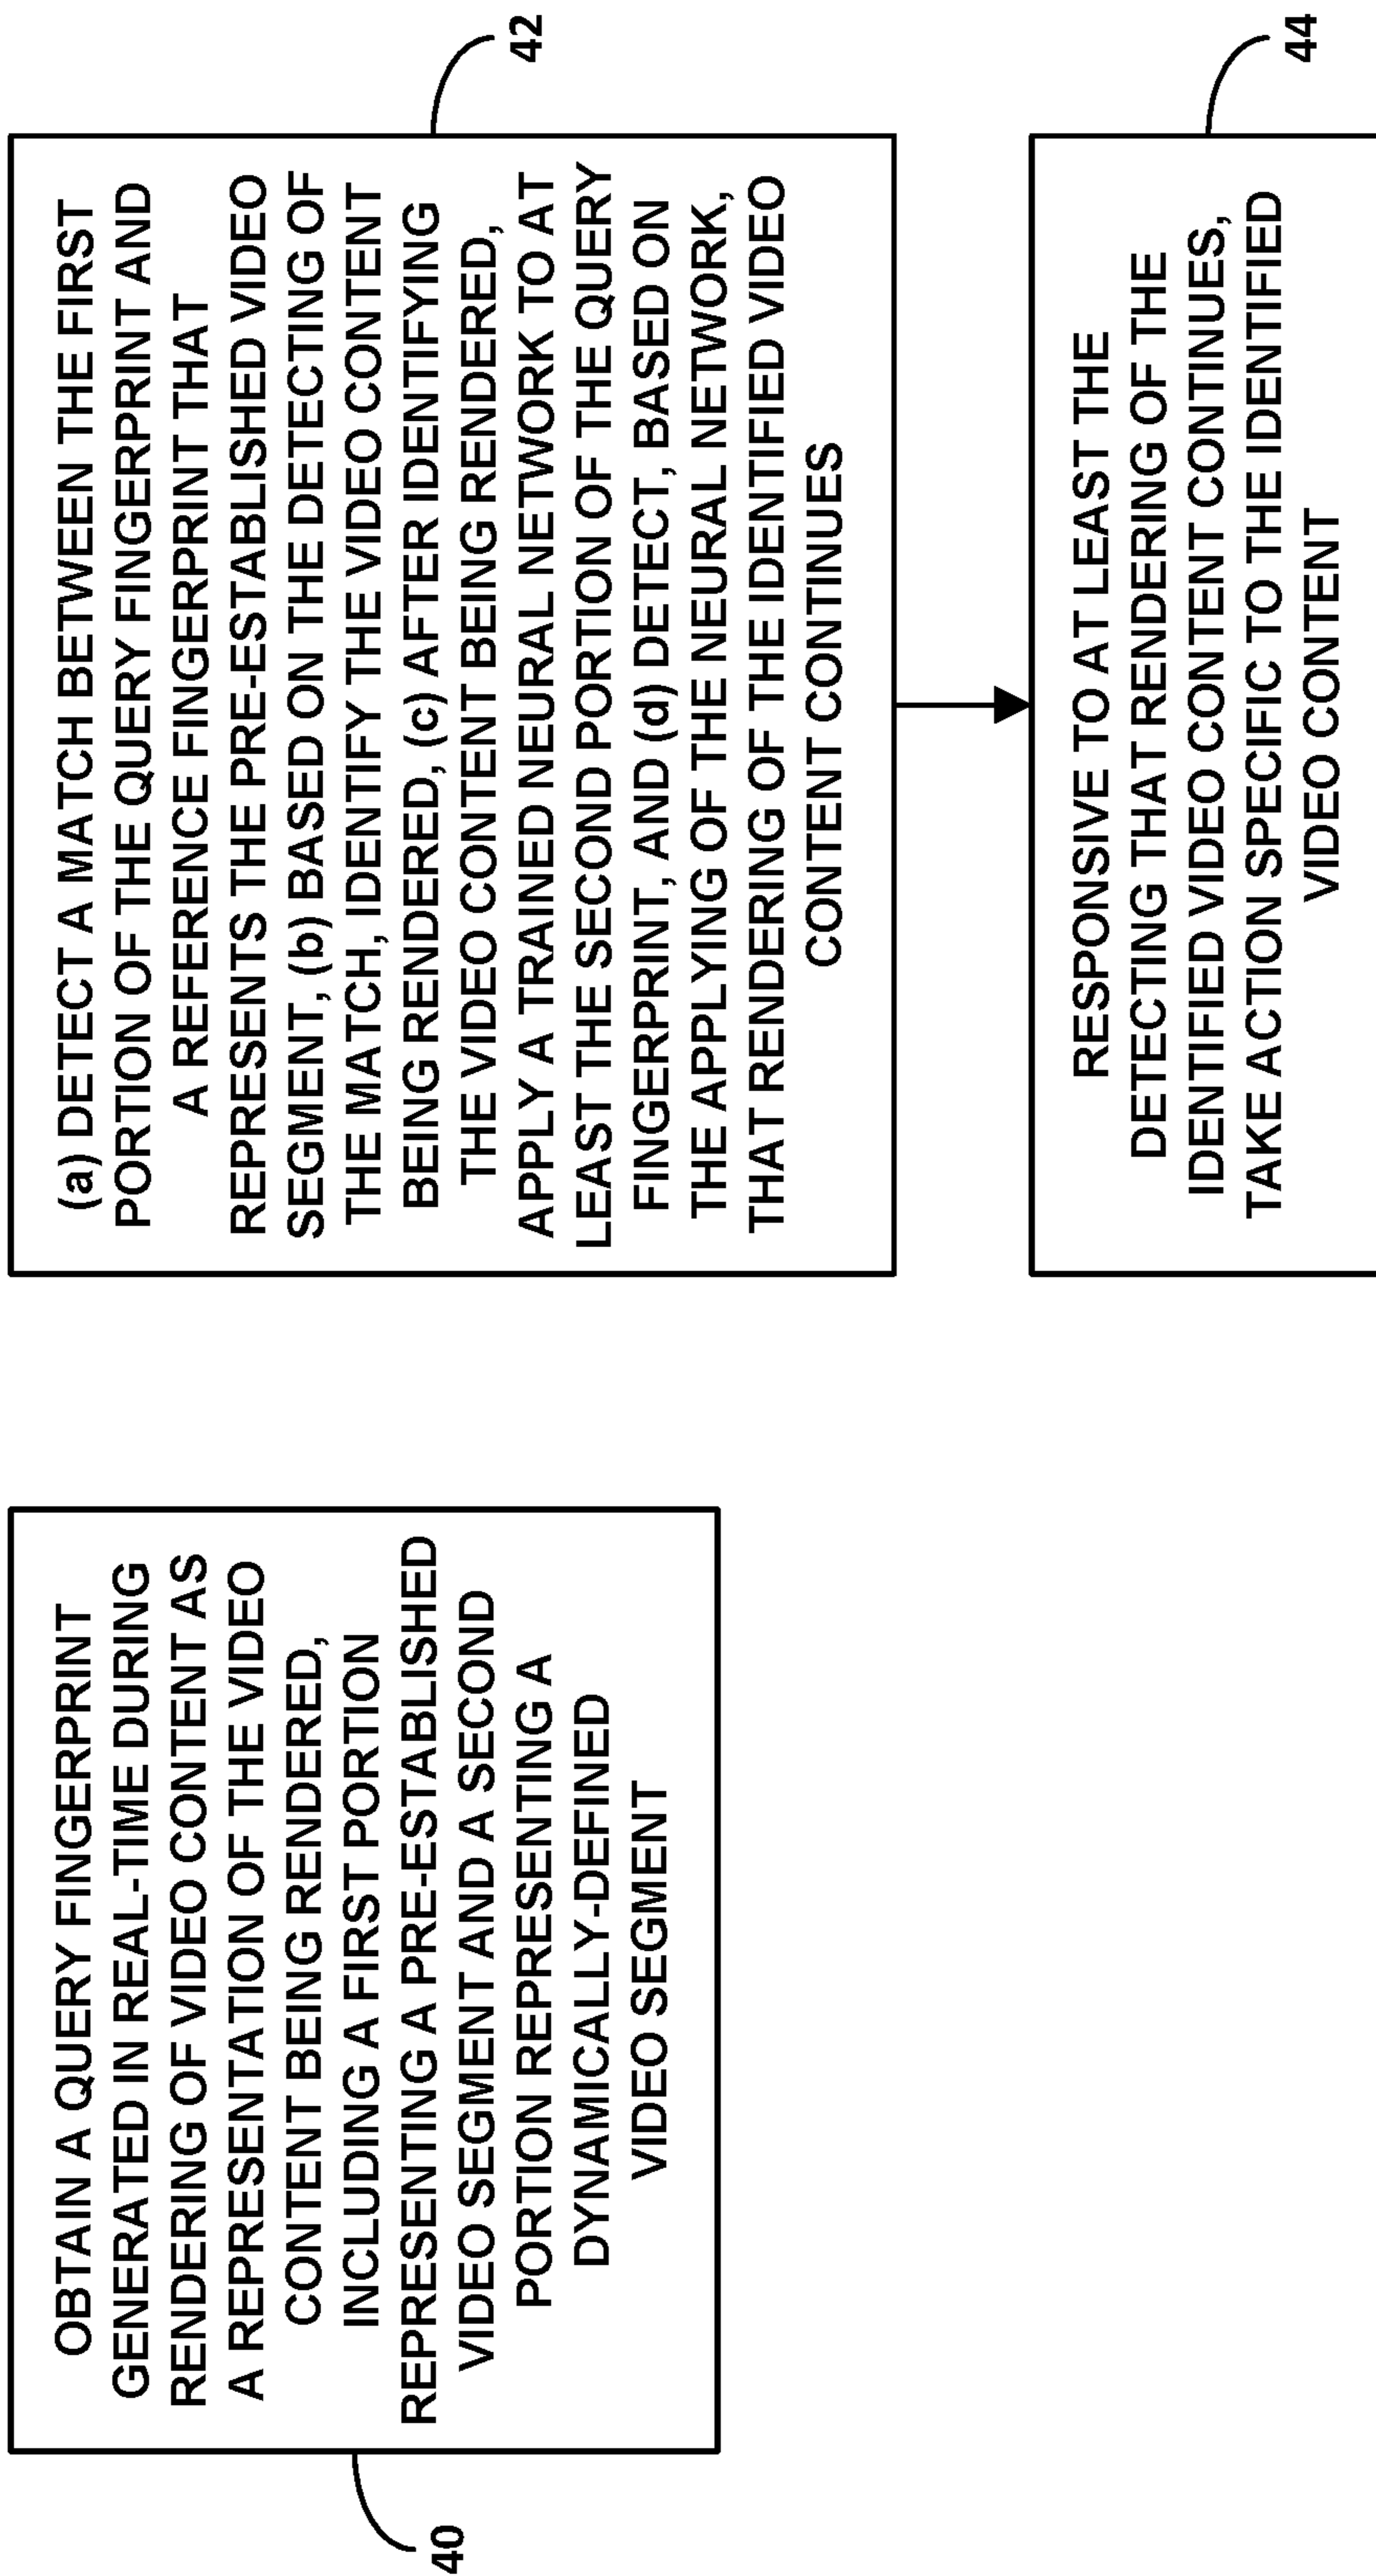 OBTAIN A QUERY FINGERPRINT
GENERATED IN REAL-TIME DURING
RENDERING OF VIDEO CONTENT AS
A REPRESENTATION OF THE VIDEO
CONTENT BEING RENDERED,
INCLUDING A FIRST PORTION
REPRESENTING A PRE-ESTABLISHED
VIDEO SEGMENT AND A SECOND
PORTION REPRESENTING A
DYNAMICALLY-DEFINED
VIDEO SEGMENT
40
(a) DETECT A MATCH BETWEEN THE FIRST
PORTION OF THE QUERY FINGERPRINT AND
A REFERENCE FINGERPRINT THAT
REPRESENTS THE PRE-ESTABLISHED VIDEO
SEGMENT, (b) BASED ON THE DETECTING OF
THE MATCH, IDENTIFY THE VIDEO CONTENT
BEING RENDERED, (c) AFTER IDENTIFYING
THE VIDEO CONTENT BEING RENDERED,
APPLY A TRAINED NEURAL NETWORK TO AT
LEAST THE SECOND PORTION OF THE QUERY
FINGERPRINT, AND (d) DETECT, BASED ON
THE APPLYING OF THE NEURAL NETWORK,
THAT RENDERING OF THE IDENTIFIED VIDEO
CONTENT CONTINUES
42
RESPONSIVE TO AT LEAST THE
DETECTING THAT RENDERING OF THE
IDENTIFIED VIDEO CONTENT CONTINUES,
TAKE ACTION SPECIFIC TO THE IDENTIFIED
VIDEO CONTENT
44